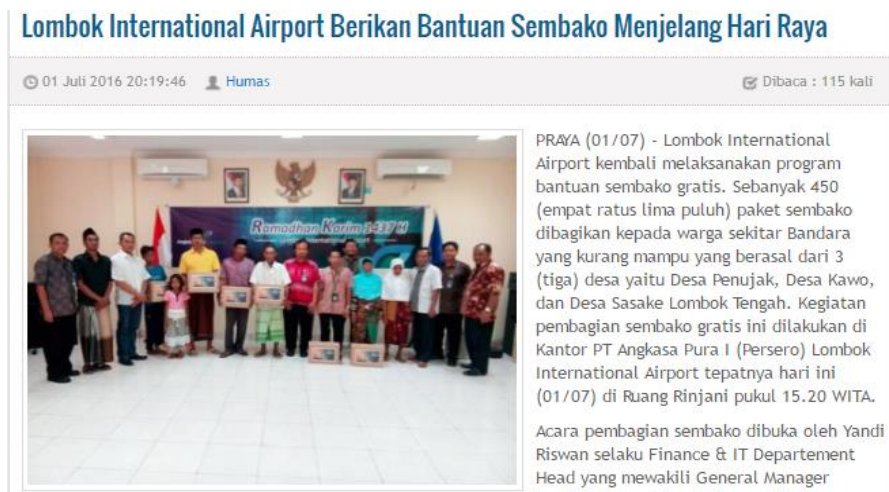 Lombok International Airport Berikan Bantuan Sembako Menjelang Hari Raya
01 Juli 2016 20:19:46 Humas Dibaca : 115 kali
Ramadhan Karim 1437 H
PRAYA (01/07) - Lombok International
Airport kembali melaksanakan program
bantuan sembako gratis. Sebanyak 450
(empat ratus lima puluh) paket sembako
dibagikan kepada warga sekitar Bandara
yang kurang mampu yang berasal dari 3
(tiga) desa yaitu Desa Penujak, Desa Kawo,
dan Desa Sasake Lombok Tengah. Kegiatan
pembagian sembako gratis ini dilakukan di
Kantor PT Angkasa Pura I (Persero) Lombok
International Airport tepatnya hari ini
(01/07) di Ruang Rinjani pukul 15.20 WITA.
Acara pembagian sembako dibuka oleh Yandi
Riswan selaku Finance & IT Departement
Head yang mewakili General Manager